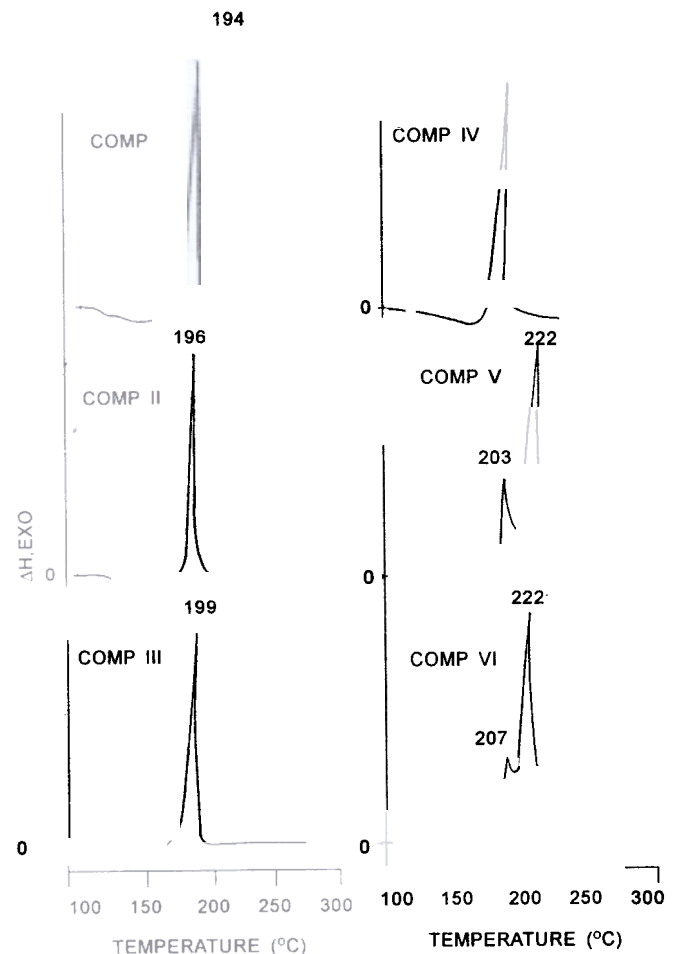 194
COMP
196
COMP II
ΔH,EXO
0
199
COMP III
0
100 150 200 250 300
TEMPERATURE (°C)
COMP IV
0
222
COMP V
203
0
222
COMP VI
207
0
100 150 200 250 300
TEMPERATURE (°C)